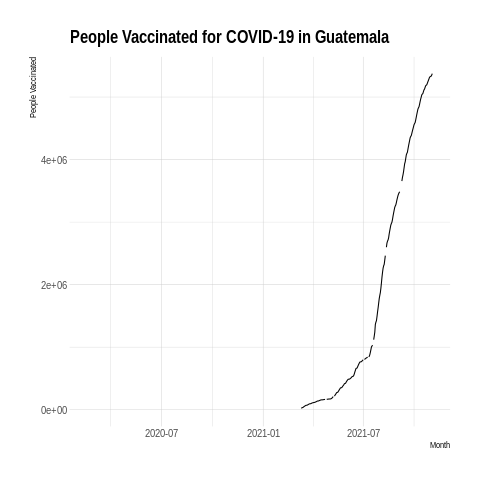 People Vaccinated for COVID-19 in Guatemala
People Vaccinated
4e+06
2e+06
0e+00
2020-07
2021-01
2021-07
Month